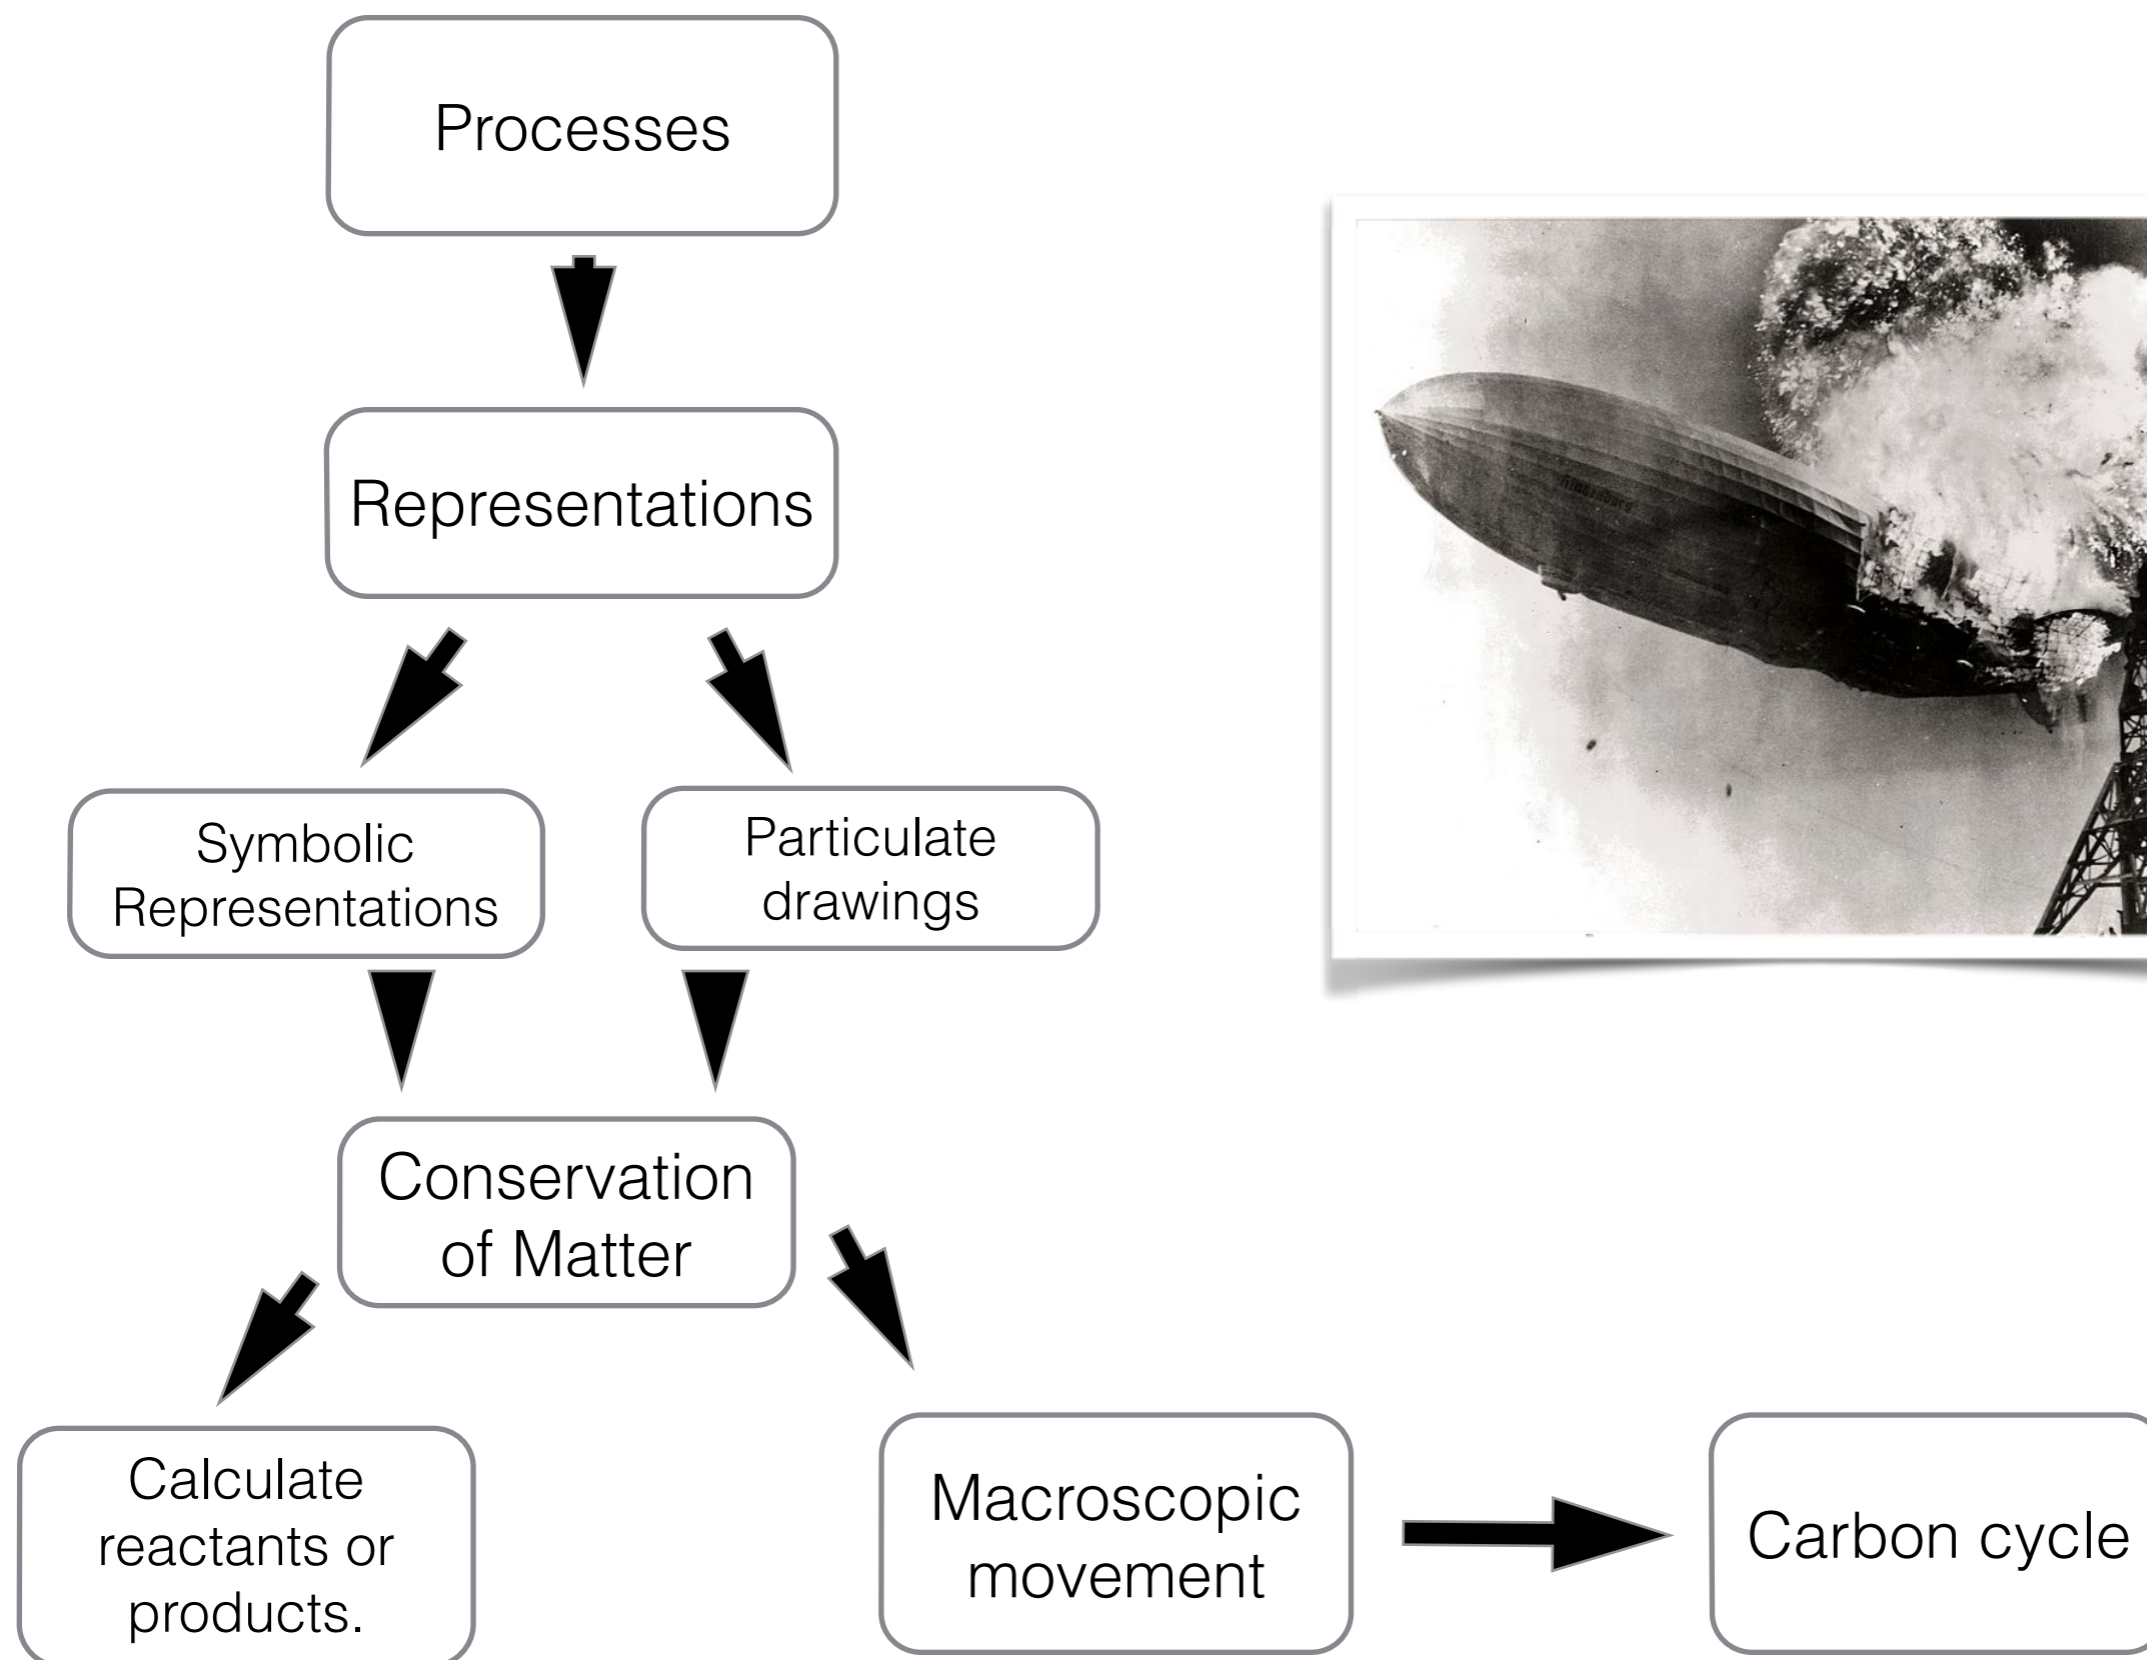 Processes
Representations
Symbolic
Representations
Particulate
drawings
Conservation
of Matter
Calculate
reactants or
products.
Macroscopic
movement
Carbon cycle